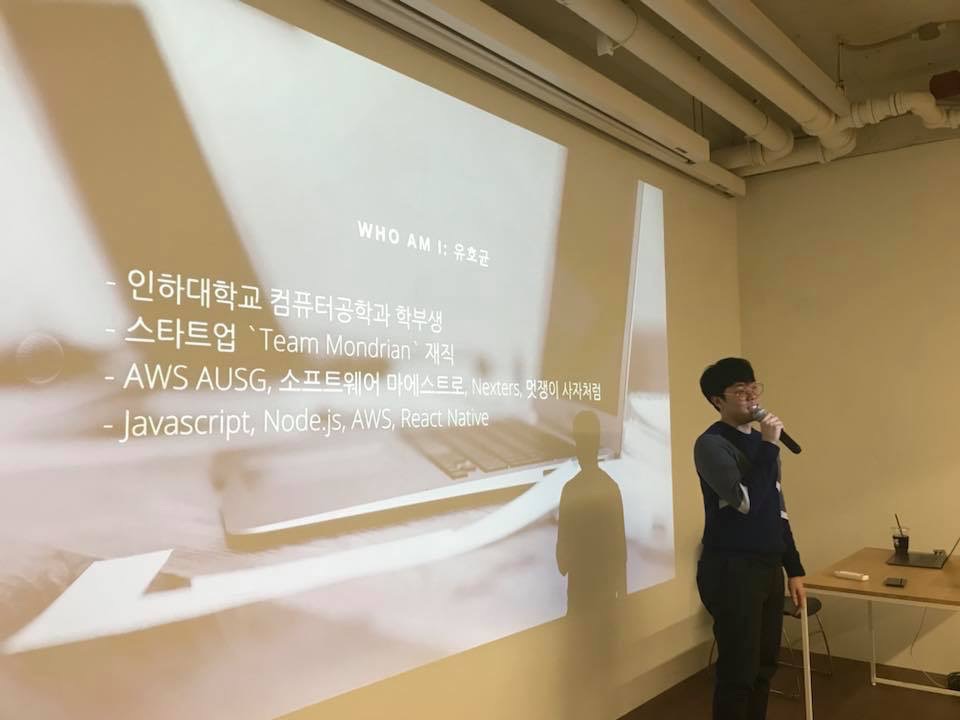 WHO AM I: 유호균
- 인하대학교 컴퓨터공학과 학부생
- 스타트업 `Team Mondrian` 재직
- AWS AUSG, 소프트웨어 마에스트로, Nexters, 멋쟁이 사자처럼
- Javascript, Node.js, AWS, React Native